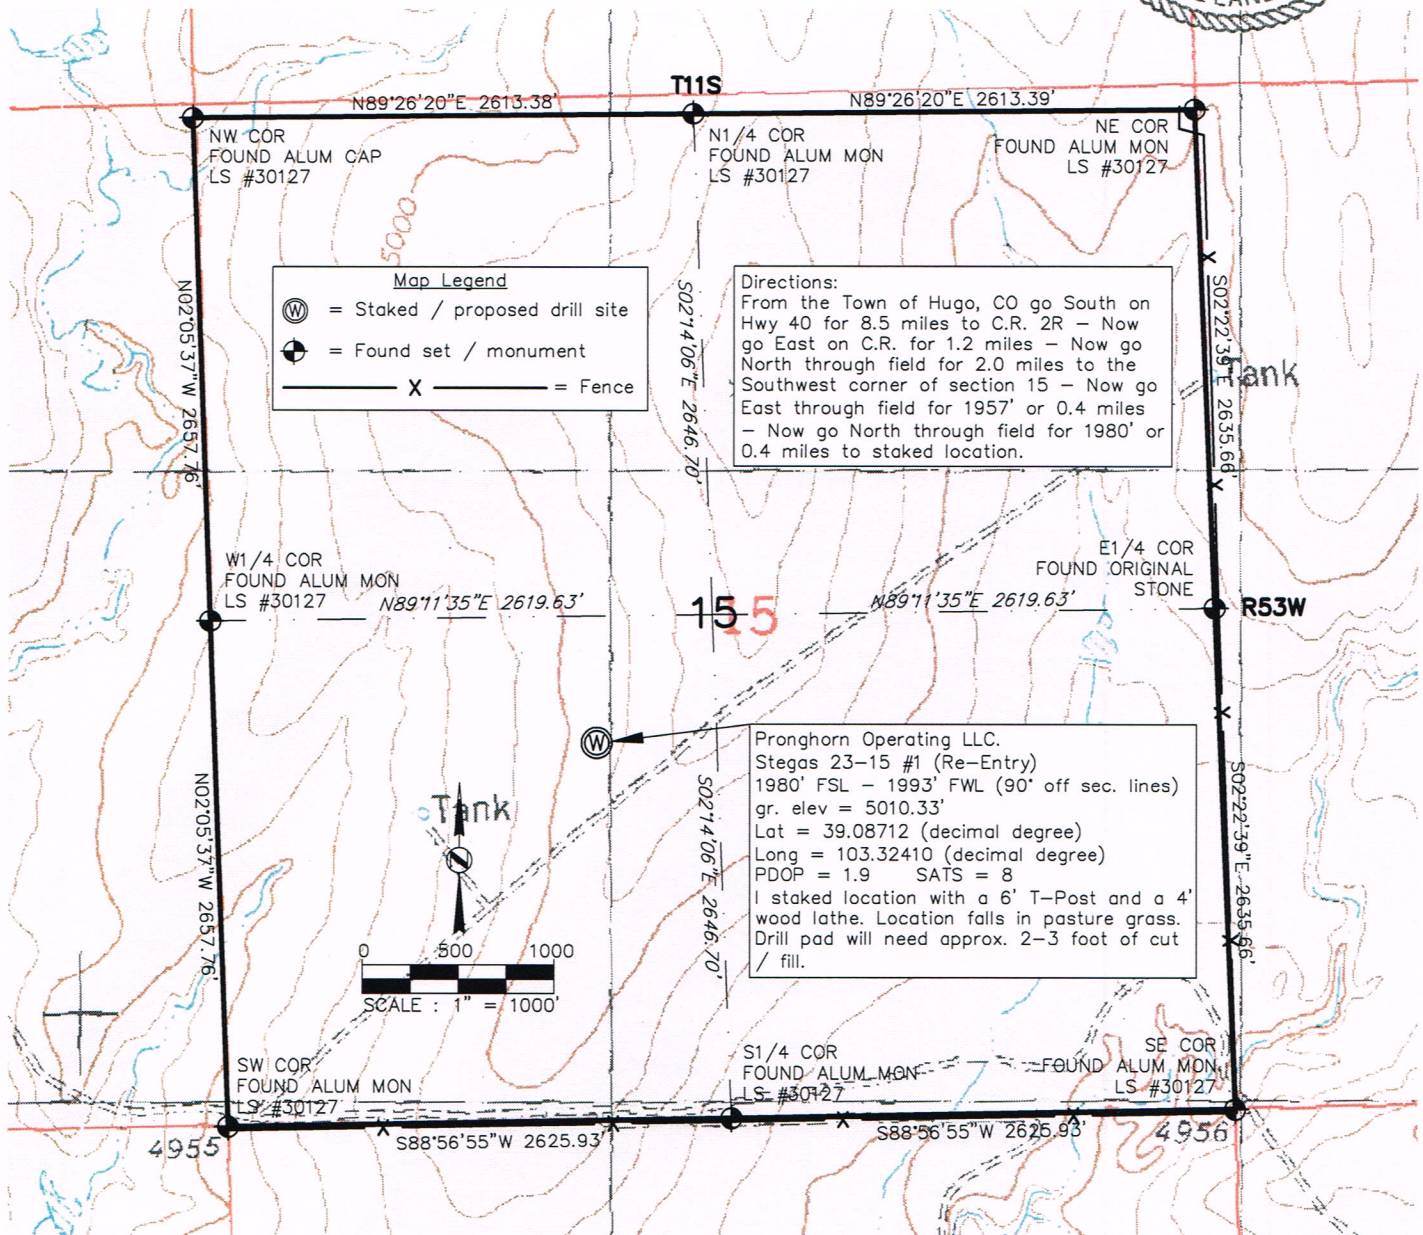 T11S
N89°26'20"E 2613.38'
N89°26'20"E 2613.39'
NW COR
FOUND ALUM CAP
LS #30127
N1/4 COR
FOUND ALUM MON
LS #30127
NE COR
FOUND ALUM MON
LS #30127
5000
Map Legend
W = Staked / proposed drill site
= Found set / monument
X = Fence
Directions:
From the Town of Hugo, CO go South on
Hwy 40 for 8.5 miles to C.R. 2R – Now
go East on C.R. for 1.2 miles – Now go
North through field for 2.0 miles to the
Southwest corner of section 15 – Now go
East through field for 1957' or 0.4 miles
– Now go North through field for 1980' or
0.4 miles to staked location.
N02°05'37"W 2657.76'
S02°14'06"E 2646.70'
S02°22'39"E 2635.66'
X
Tank
X
W1/4 COR
FOUND ALUM MON
LS #30127
N89°11'35"E 2619.63'
15
15
N89°11'35"E 2619.63'
E1/4 COR
FOUND ORIGINAL
STONE
R53W
X
W
Pronghorn Operating LLC.
Stegas 23–15 #1 (Re–Entry)
1980' FSL – 1993' FWL (90° off sec. lines)
gr. elev = 5010.33'
Lat = 39.08712 (decimal degree)
Long = 103.32410 (decimal degree)
PDOP = 1.9 SATS = 8
I staked location with a 6' T–Post and a 4'
wood lathe. Location falls in pasture grass.
Drill pad will need approx. 2–3 foot of cut
/ fill.
N02°05'37"W 2657.76'
Tank
N
S02°14'06"E 2646.70'
S02°22'39"E 2635.66'
X
0 500 1000
SCALE : 1" = 1000'
SW COR
FOUND ALUM MON
LS #30127
S1/4 COR
FOUND ALUM MON
LS #30127
SE COR
FOUND ALUM MON
LS #30127
4955
X
S88°56'55"W 2625.93'
X
X
S88°56'55"W 2625.93'
X
4956